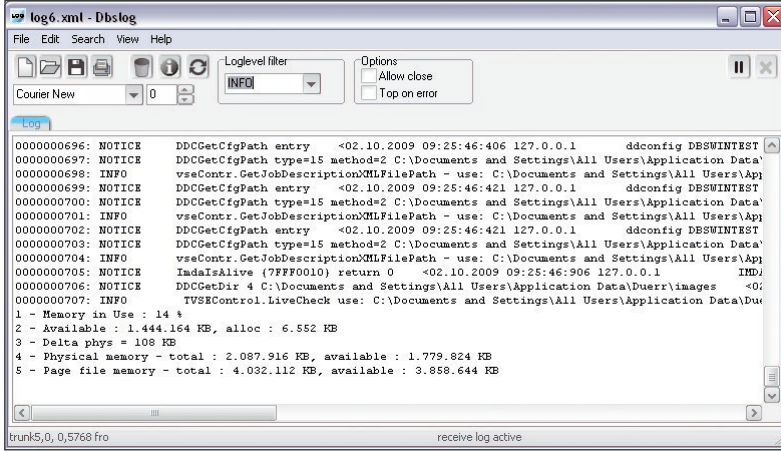 log6.xml - Dbslog
File Edit Search View Help
Loglevel filter
INFO
Options
Allow close
Top on error
Courier New
0
Log
0000000696: NOTICE DDCGetCfgPath entry <02.10.2009 09:25:46:406 127.0.0.1 ddconfig DBSWINTEST
0000000697: NOTICE DDCGetCfgPath type=15 method=2 C:\Documents and Settings\All Users\Application Data\
0000000698: INFO vseContr.GetJobDescriptionXMLFilePath - use: C:\Documents and Settings\All Users\App
0000000699: NOTICE DDCGetCfgPath entry <02.10.2009 09:25:46:421 127.0.0.1 ddconfig DBSWINTEST
0000000700: NOTICE DDCGetCfgPath type=15 method=2 C:\Documents and Settings\All Users\Application Data\
0000000701: INFO vseContr.GetJobDescriptionXMLFilePath - use: C:\Documents and Settings\All Users\App
0000000702: NOTICE DDCGetCfgPath entry <02.10.2009 09:25:46:421 127.0.0.1 ddconfig DBSWINTEST
0000000703: NOTICE DDCGetCfgPath type=15 method=2 C:\Documents and Settings\All Users\Application Data\
0000000704: INFO vseContr.GetJobDescriptionXMLFilePath - use: C:\Documents and Settings\All Users\App
0000000705: NOTICE ImdaIsAlive {7FFF0010} return 0 <02.10.2009 09:25:46:906 127.0.0.1 IMDA
0000000706: NOTICE DDCGetDir 4 C:\Documents and Settings\All Users\Application Data\Duerr\images <02
0000000707: INFO TVSEControl.LiveCheck use: C:\Documents and Settings\All Users\Application Data\Due
1 - Memory in Use : 14 %
2 - Available : 1.444.164 KB, alloc : 6.552 KB
3 - Delta phys = 108 KB
4 - Physical memory - total : 2.087.916 KB, available : 1.779.824 KB
5 - Page file memory - total : 4.032.112 KB, available : 3.858.644 KB
trunk5,0, 0,5768 fro
receive log active